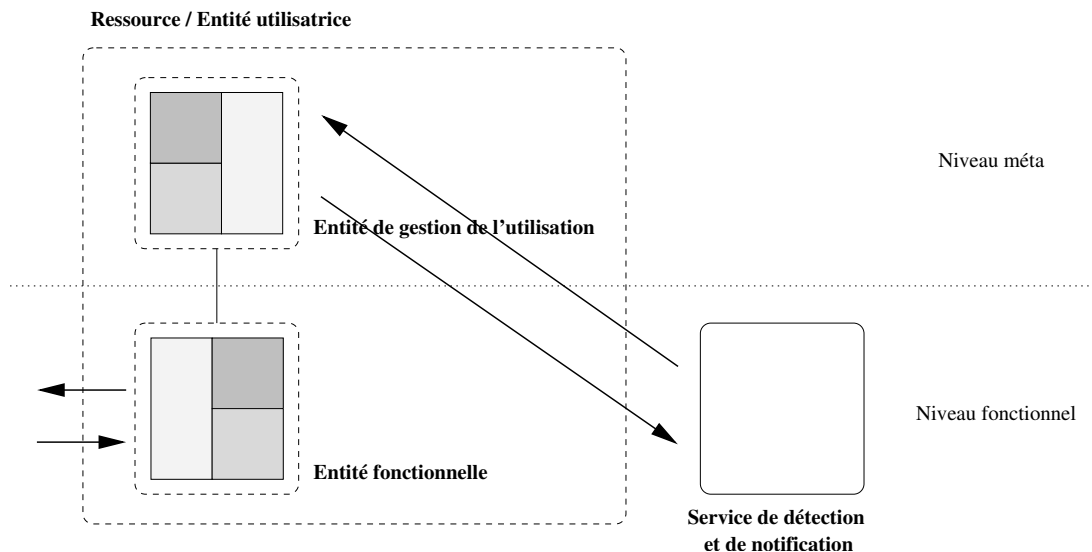 Ressource / Entité utilisatrice
Niveau méta
Entité de gestion de l'utilisation
Niveau fonctionnel
Entité fonctionnelle
Service de détection
et de notification